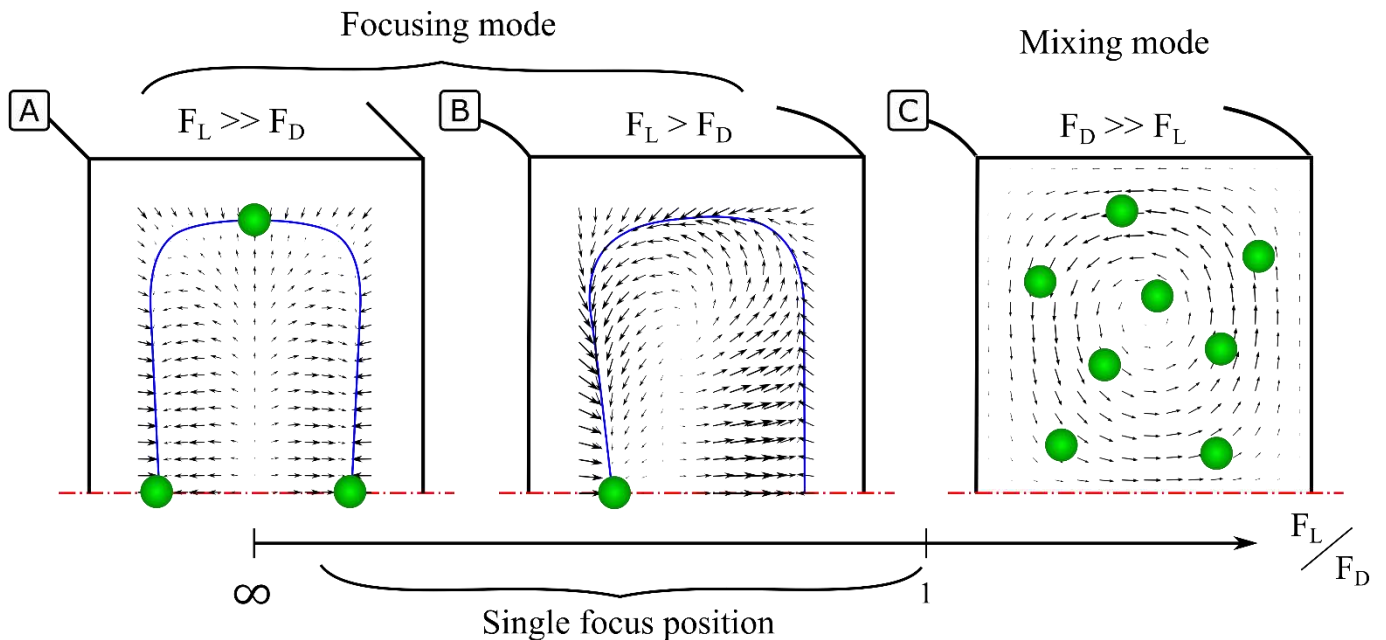 Focusing mode
Mixing mode
A
F_L >> F_D
B
F_L > F_D
C
F_D >> F_L
F_L / F_D
∞
1
Single focus position